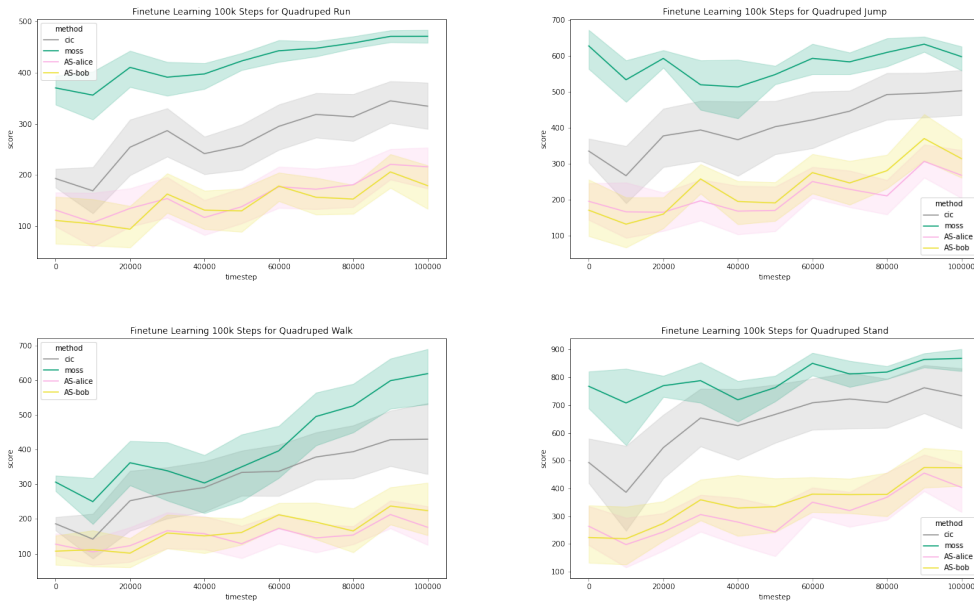 Finetune Learning 100k Steps for Quadruped Run
500
400
300
200
100
score
method
cic
moss
AS-alice
AS-bob
0
20000
40000
60000
80000
100000
timestep
Finetune Learning 100k Steps for Quadruped Jump
700
600
500
400
300
200
100
score
method
cic
moss
AS-alice
AS-bob
0
20000
40000
60000
80000
100000
timestep
Finetune Learning 100k Steps for Quadruped Walk
700
600
500
400
300
200
100
score
method
cic
moss
AS-alice
AS-bob
0
20000
40000
60000
80000
100000
timestep
Finetune Learning 100k Steps for Quadruped Stand
900
800
700
600
500
400
300
200
100
score
method
cic
moss
AS-alice
AS-bob
0
20000
40000
60000
80000
100000
timestep